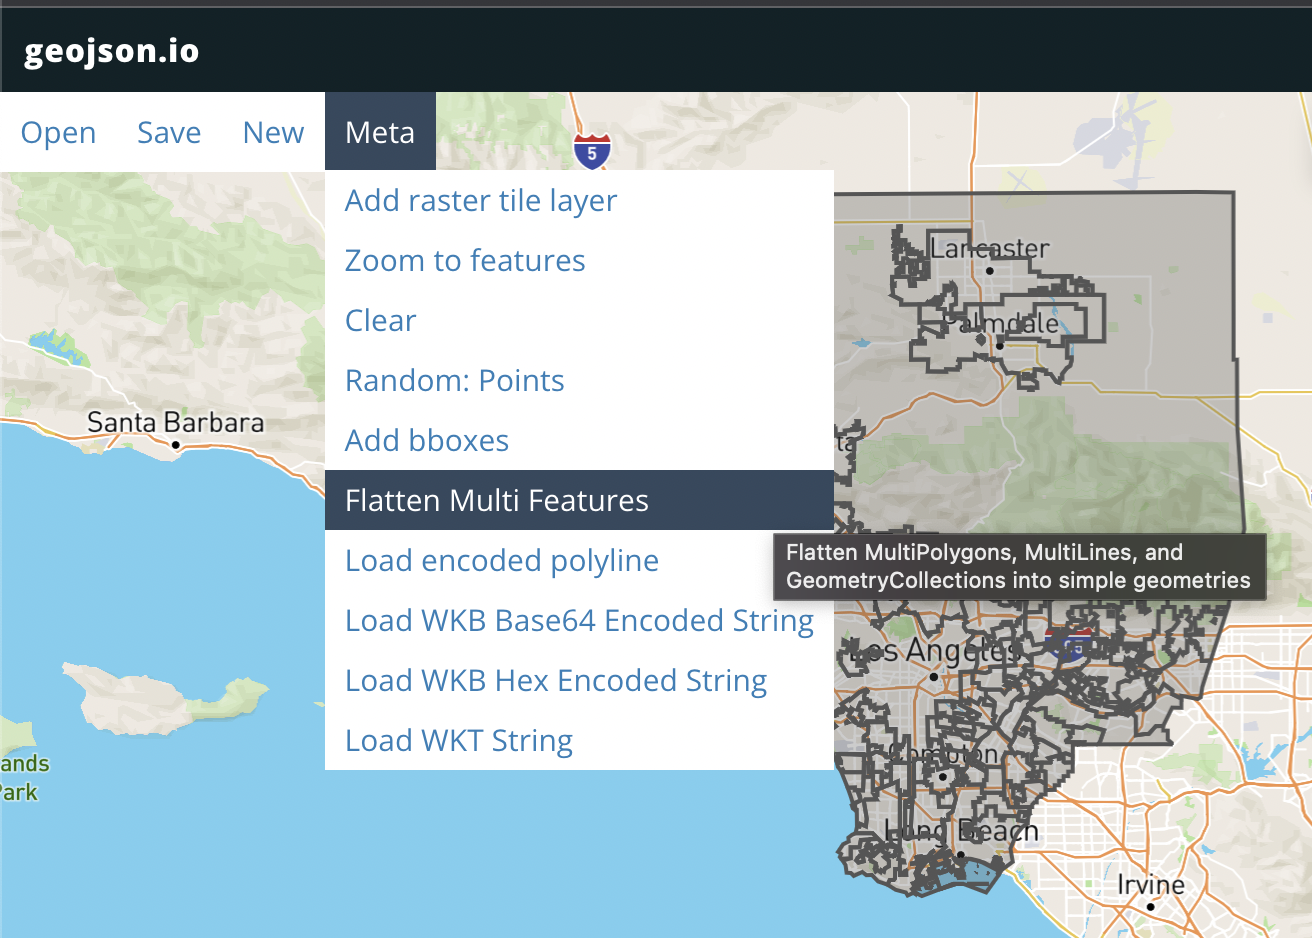 geojson.io
Open Save New Meta
5
Add raster tile layer
Zoom to features
Clear
Random: Points
Add bboxes
Flatten Multi Features
Load encoded polyline
Load WKB Base64 Encoded String
Load WKB Hex Encoded String
Load WKT String
Flatten MultiPolygons, MultiLines, and
GeometryCollections into simple geometries
Lancaster
Palmdale
Santa Barbara
ta
Los Angeles
Compton
Long Beach
Irvine
ands
Park